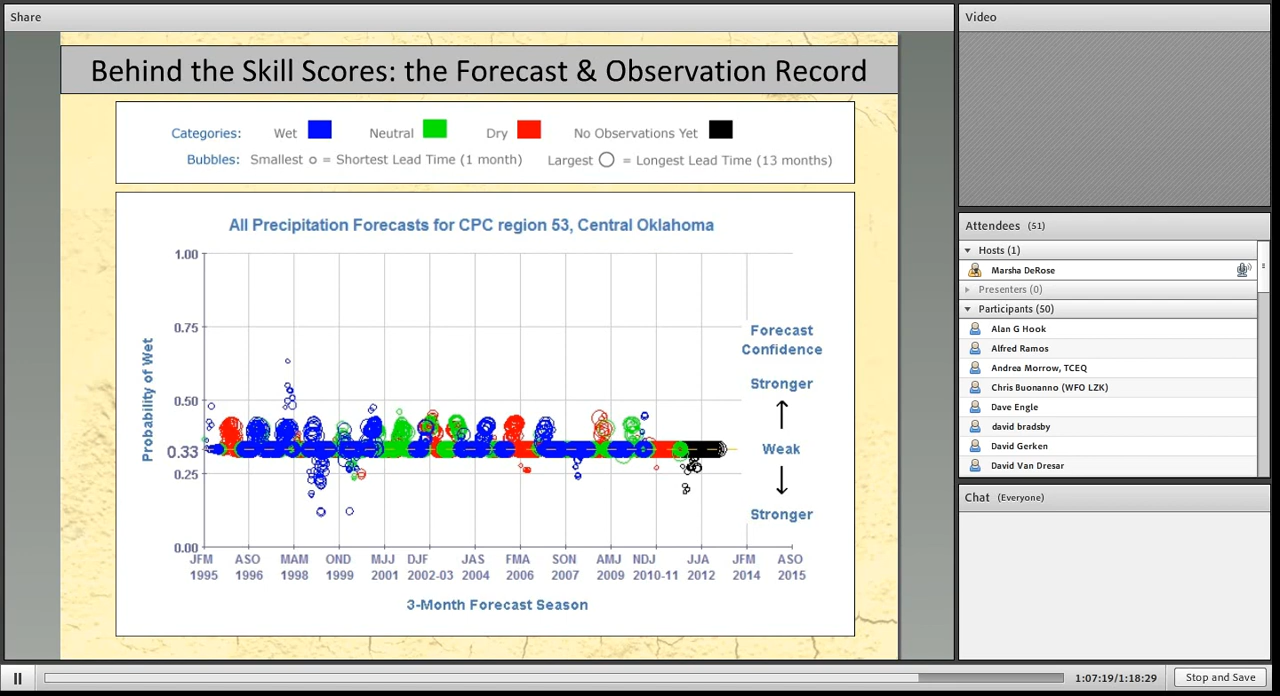 Share
Behind the Skill Scores: the Forecast & Observation Record
Categories: Wet Neutral Dry No Observations Yet
Bubbles: Smallest o = Shortest Lead Time (1 month) Largest = Longest Lead Time (13 months)
All Precipitation Forecasts for CPC region 53, Central Oklahoma
Probability of Wet
1.00
0.75
0.50
0.33
0.25
0.00
Forecast
Confidence
Stronger
Weak
Stronger
JFM ASO MAM OND MJJ DJF JAS FMA SON AMJ NDJ JJA JFM ASO
1995 1996 1998 1999 2001 2002-03 2004 2006 2007 2009 2010-11 2012 2014 2015
3-Month Forecast Season
Video
Attendees (51)
Hosts (1)
Marsha DeRose
Presenters (0)
Participants (50)
Alan G Hook
Alfred Ramos
Andrea Morrow, TCEQ
Chris Buonanno (WFO LZK)
Dave Engle
david bradsby
David Gerken
David Van Dresar
Chat (Everyone)
1:07:19/1:18:29
Stop and Save